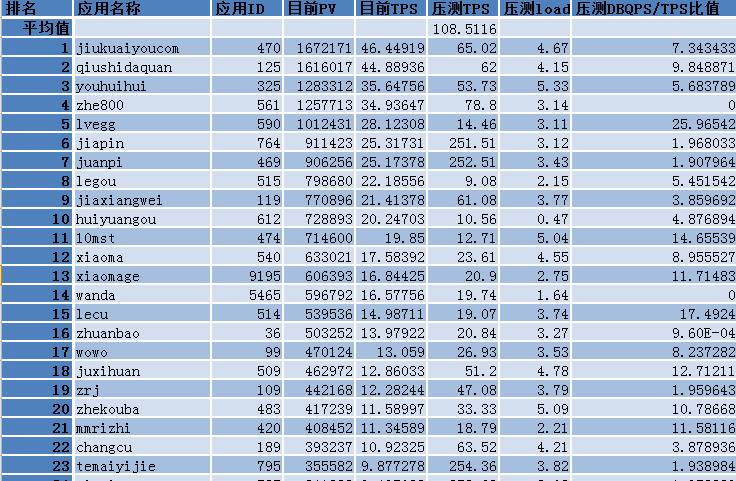 排名 应用名称 应用ID 目前PV 目前TPS 压测TPS 压测load 压测DBQPS/TPS比值
平均值 108.5116
1 jiukuaiyoucom 470 1672171 46.44919 65.02 4.67 7.343433
2 qiushidaquan 125 1616017 44.88936 62 4.15 9.848871
3 youhuihui 325 1283312 35.64756 53.73 5.33 5.683789
4 zhe800 561 1257713 34.93647 78.8 3.14 0
5 lvegg 590 1012431 28.12308 14.46 3.11 25.96542
6 jiapin 764 911423 25.31731 251.51 3.12 1.968033
7 juanpi 469 906256 25.17378 252.51 3.43 1.907964
8 legou 515 798680 22.18556 9.08 2.15 5.451542
9 jiaxiangwei 119 770896 21.41378 61.08 3.77 3.859692
10 huiyuangou 612 728893 20.24703 10.56 0.47 4.876894
11 10mst 474 714600 19.85 12.71 5.04 14.65539
12 xiaoma 540 633021 17.58392 23.61 4.55 8.955527
13 xiaomage 9195 606393 16.84425 20.9 2.75 11.71483
14 wanda 5465 596792 16.57756 19.74 1.64 0
15 lecu 514 539536 14.98711 19.07 3.74 17.4924
16 zhuanbao 36 503252 13.97922 20.84 3.27 9.60E-04
17 wowo 99 470124 13.059 26.93 3.53 8.237282
18 juxihuan 509 462972 12.86033 51.2 4.78 12.71211
19 zrj 109 442168 12.28244 47.08 3.79 1.959643
20 zhekouba 483 417239 11.58997 33.33 5.09 10.78668
21 mmrizhi 420 408452 11.34589 18.79 2.21 11.58116
22 changcu 189 393237 10.92325 63.52 4.21 3.878936
23 temaiyijie 795 355582 9.877278 254.36 3.82 1.938984